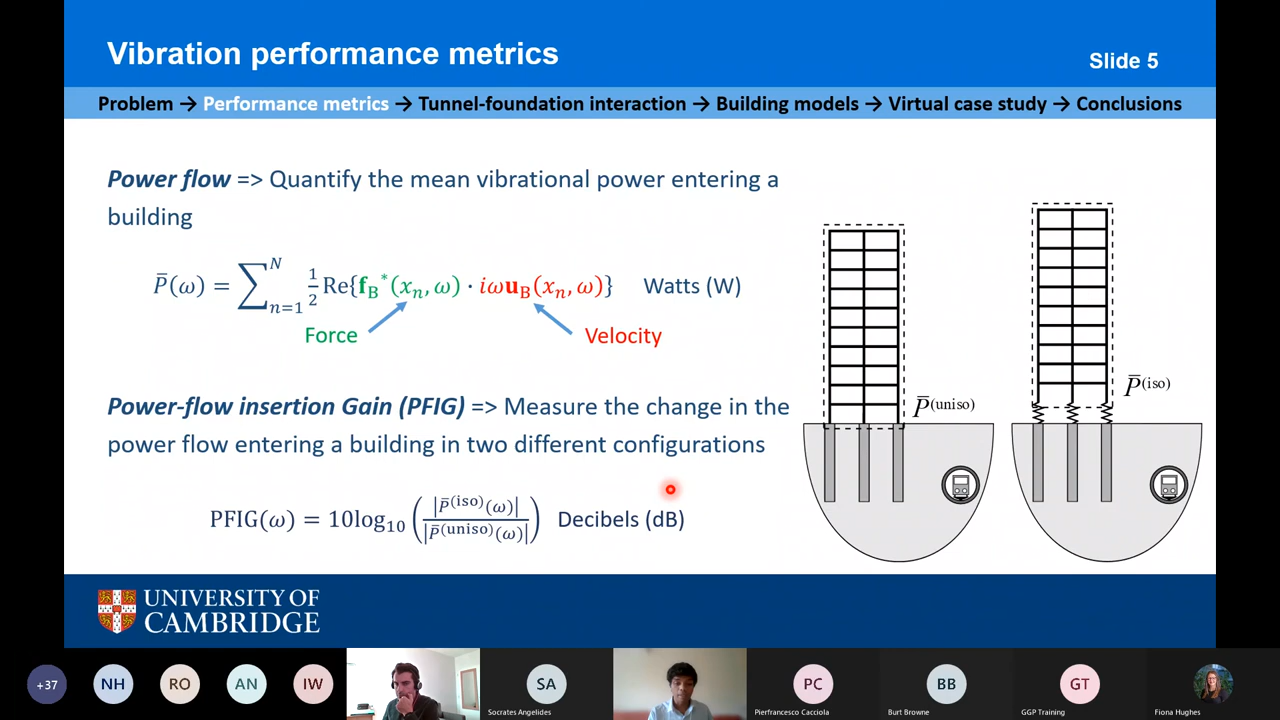 Vibration performance metrics
Slide 5
Problem → Performance metrics → Tunnel-foundation interaction → Building models → Virtual case study → Conclusions
Power flow => Quantify the mean vibrational power entering a
building
P̄(ω) = ∑ₙ₌₁ᴺ ½ Re{f_B*(xₙ, ω) · iωu_B(xₙ, ω)} Watts (W)
Force
Velocity
Power-flow insertion Gain (PFIG) => Measure the change in the
power flow entering a building in two different configurations
PFIG(ω) = 10log₁₀ (|P̄^(iso)(ω)| / |P̄^(uniso)(ω)|) Decibels (dB)
P̄^(uniso)
P̄^(iso)
UNIVERSITY OF
CAMBRIDGE
+37
NH
RO
AN
IW
SA
Socrates Angelides
PC
Pierfrancesco Cacciola
BB
Burt Browne
GT
GGP Training
Fiona Hughes